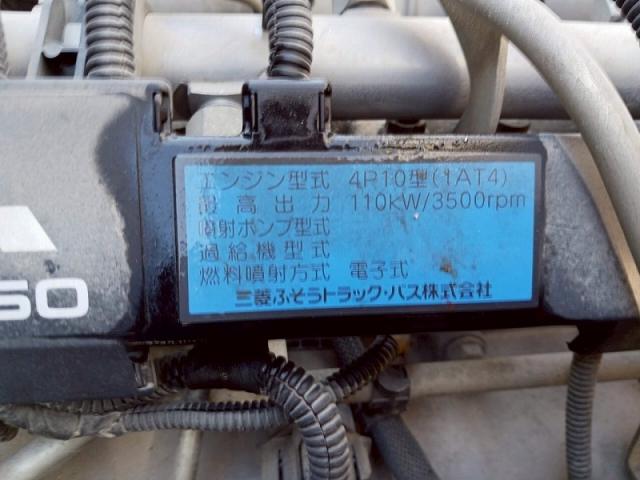 エンジン型式 4P10型(1AT4)
最高出力 110kW/3500rpm
噴射ポンプ型式
過給機型式
燃料噴射方式 電子式
三菱ふそうトラック・バス株式会社
50